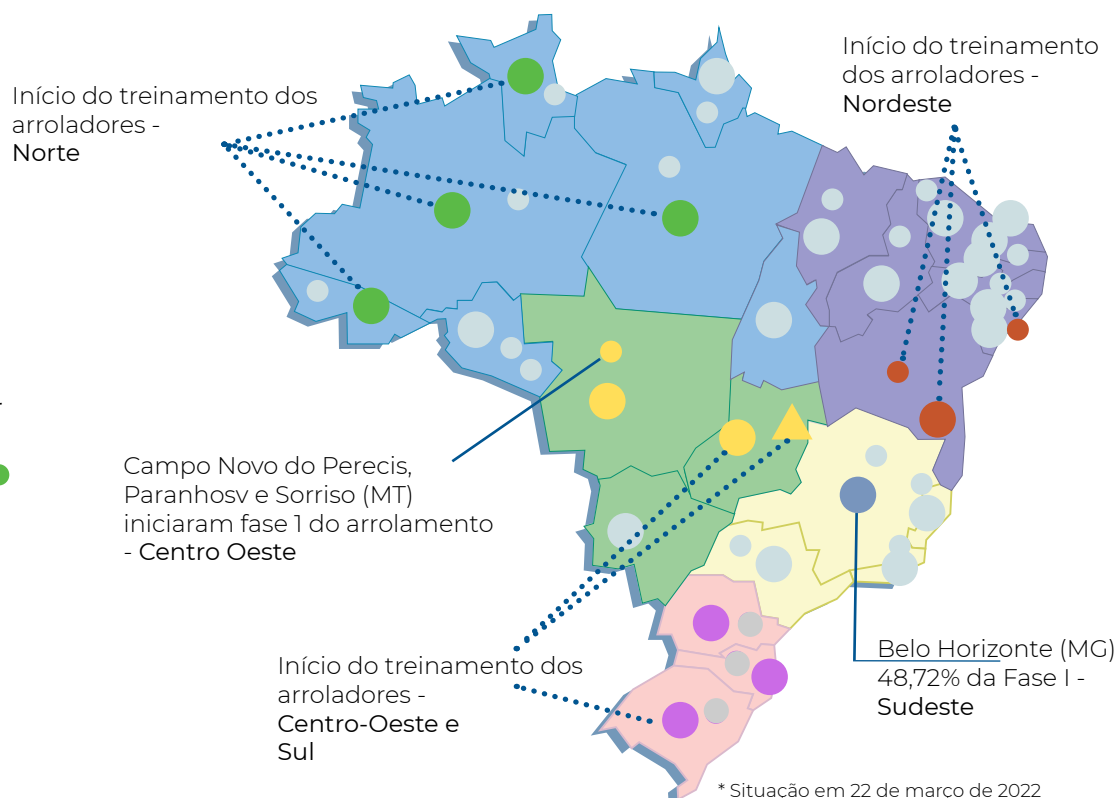 Início do treinamento dos
arroladores -
Norte
Início do treinamento
dos arroladores -
Nordeste
Campo Novo do Perecis,
Paranhosv e Sorriso (MT)
iniciaram fase 1 do arrolamento
- Centro Oeste
Início do treinamento dos
arroladores -
Centro-Oeste e
Sul
Belo Horizonte (MG)
48,72% da Fase I -
Sudeste
* Situação em 22 de março de 2022